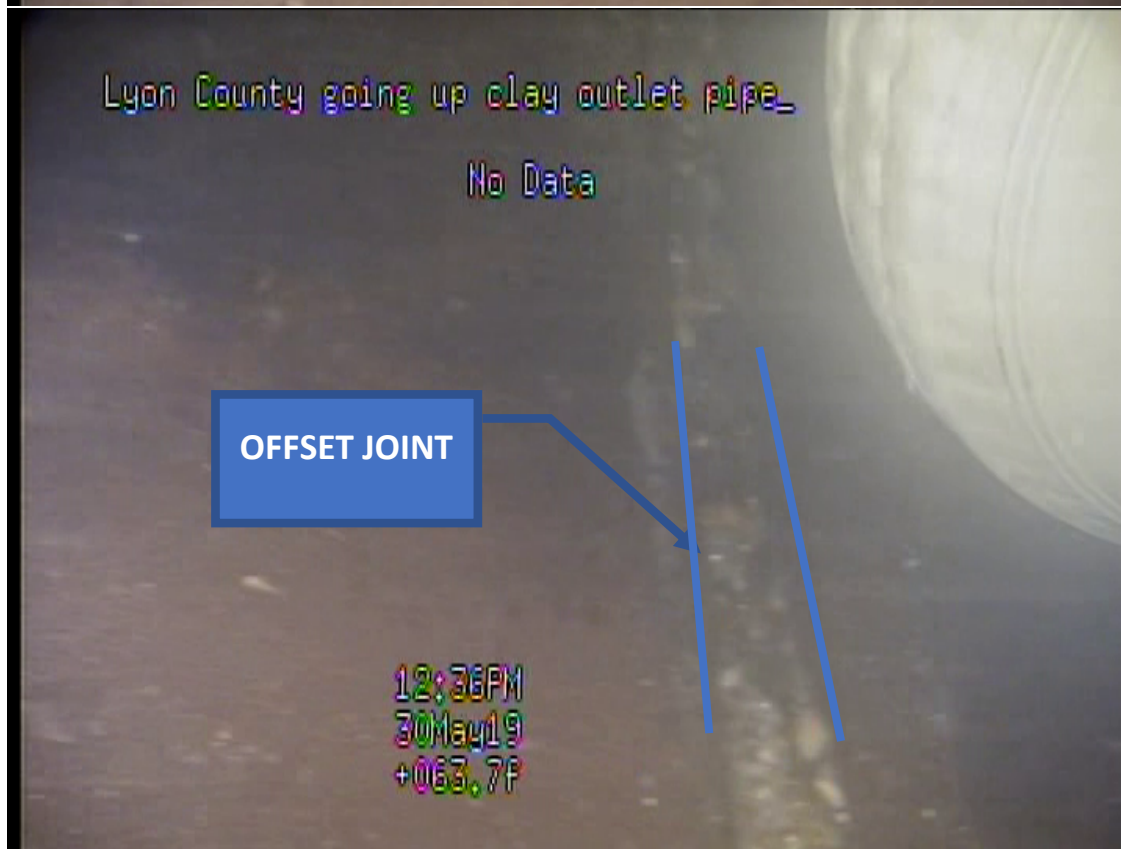 Lyon County going up clay outlet pipe_
No Data
OFFSET JOINT
12:36PM
30May19
+063.7f